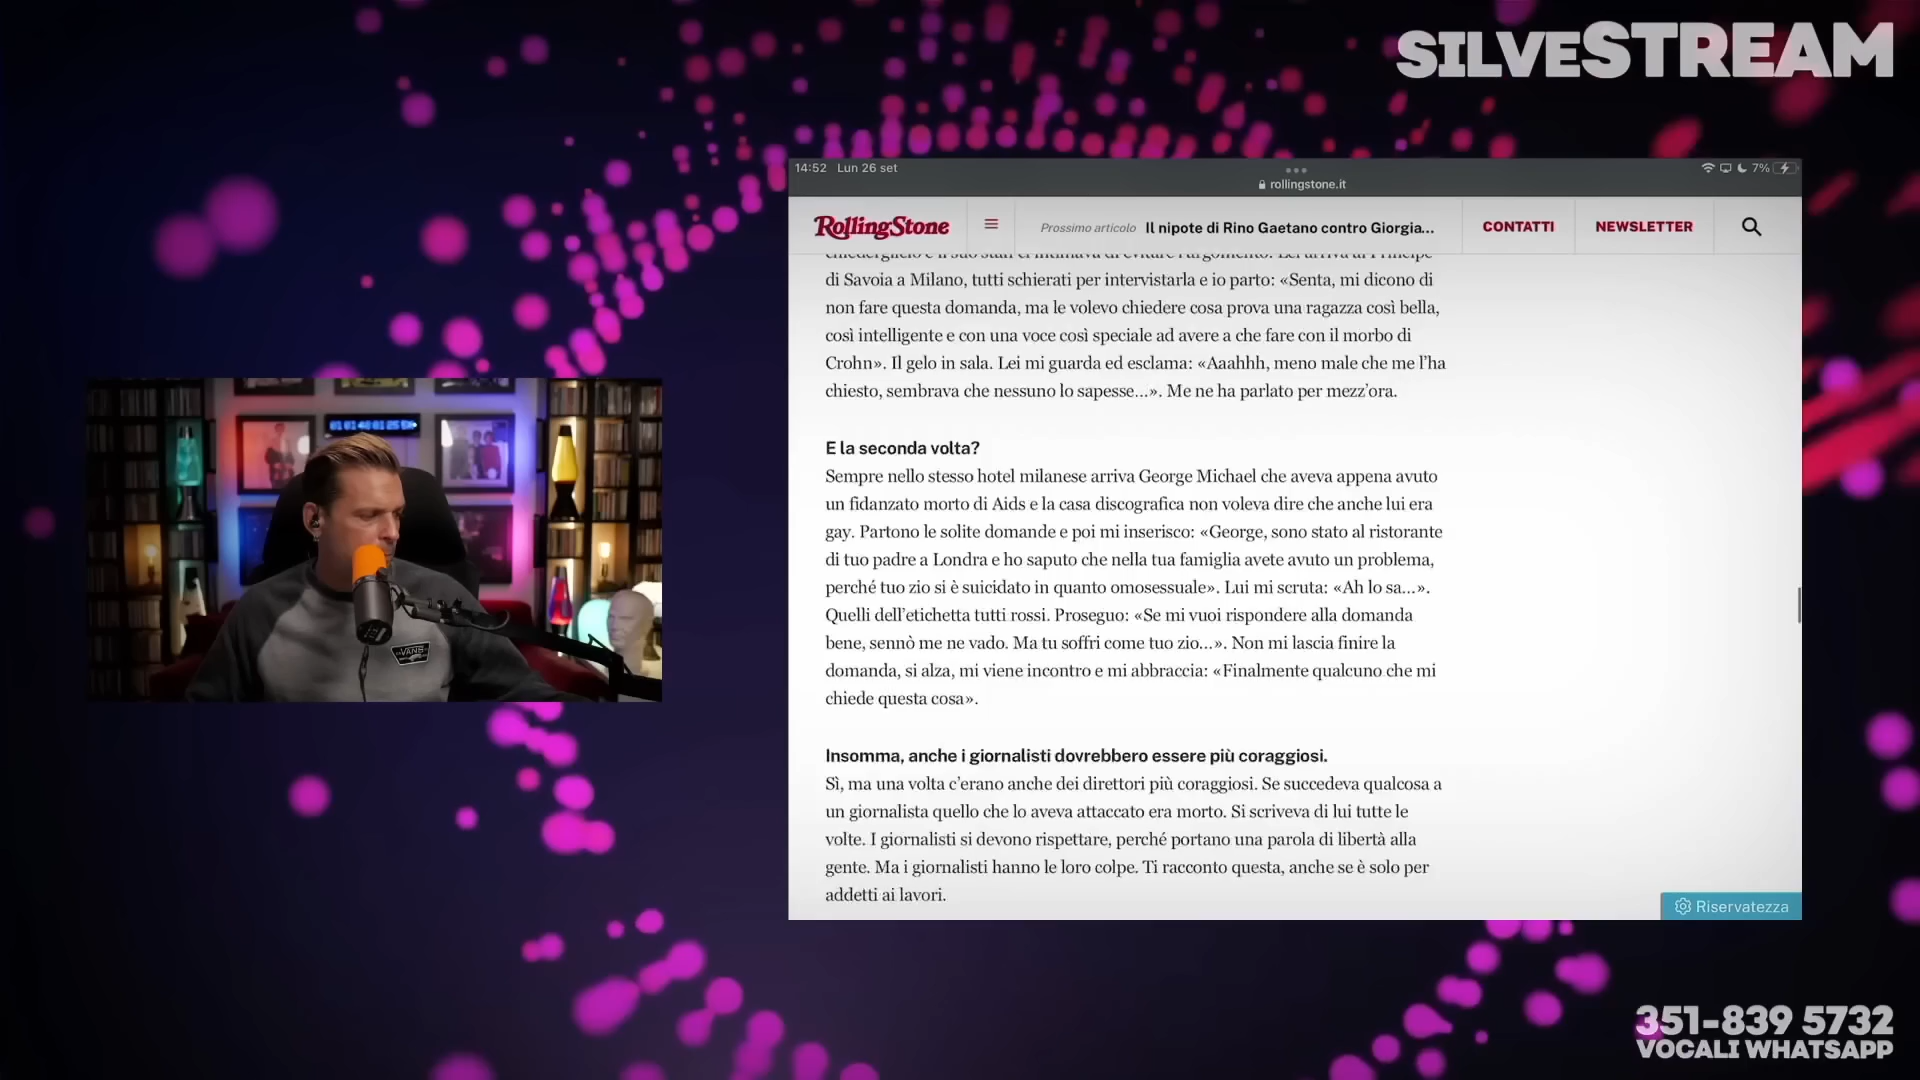 SILVESTREAM
14:52 Lun 26 set
7%
rollingstone.it
RollingStone
Prossimo articolo Il nipote di Rino Gaetano contro Giorgia...
CONTATTI
NEWSLETTER
di Savoia a Milano, tutti schierati per intervistarla e io parto: «Senta, mi dicono di
non fare questa domanda, ma le volevo chiedere cosa prova una ragazza così bella,
così intelligente e con una voce così speciale ad avere a che fare con il morbo di
Crohn». Il gelo in sala. Lei mi guarda ed esclama: «Aaahhh, meno male che me l’ha
chiesto, sembrava che nessuno lo sapesse…». Me ne ha parlato per mezz’ora.
E la seconda volta?
Sempre nello stesso hotel milanese arriva George Michael che aveva appena avuto
un fidanzato morto di Aids e la casa discografica non voleva dire che anche lui era
gay. Partono le solite domande e poi mi inserisco: «George, sono stato al ristorante
di tuo padre a Londra e ho saputo che nella tua famiglia avete avuto un problema,
perché tuo zio si è suicidato in quanto omosessuale». Lui mi scruta: «Ah lo sa…».
Quelli dell’etichetta tutti rossi. Proseguo: «Se mi vuoi rispondere alla domanda
bene, sennò me ne vado. Ma tu soffri come tuo zio…». Non mi lascia finire la
domanda, si alza, mi viene incontro e mi abbraccia: «Finalmente qualcuno che mi
chiede questa cosa».
Insomma, anche i giornalisti dovrebbero essere più coraggiosi.
Sì, ma una volta c’erano anche dei direttori più coraggiosi. Se succedeva qualcosa a
un giornalista quello che lo aveva attaccato era morto. Si scriveva di lui tutte le
volte. I giornalisti si devono rispettare, perché portano una parola di libertà alla
gente. Ma i giornalisti hanno le loro colpe. Ti racconto questa, anche se è solo per
addetti ai lavori.
Riservatezza
VANS
351-839 5732
VOCALI WHATSAPP